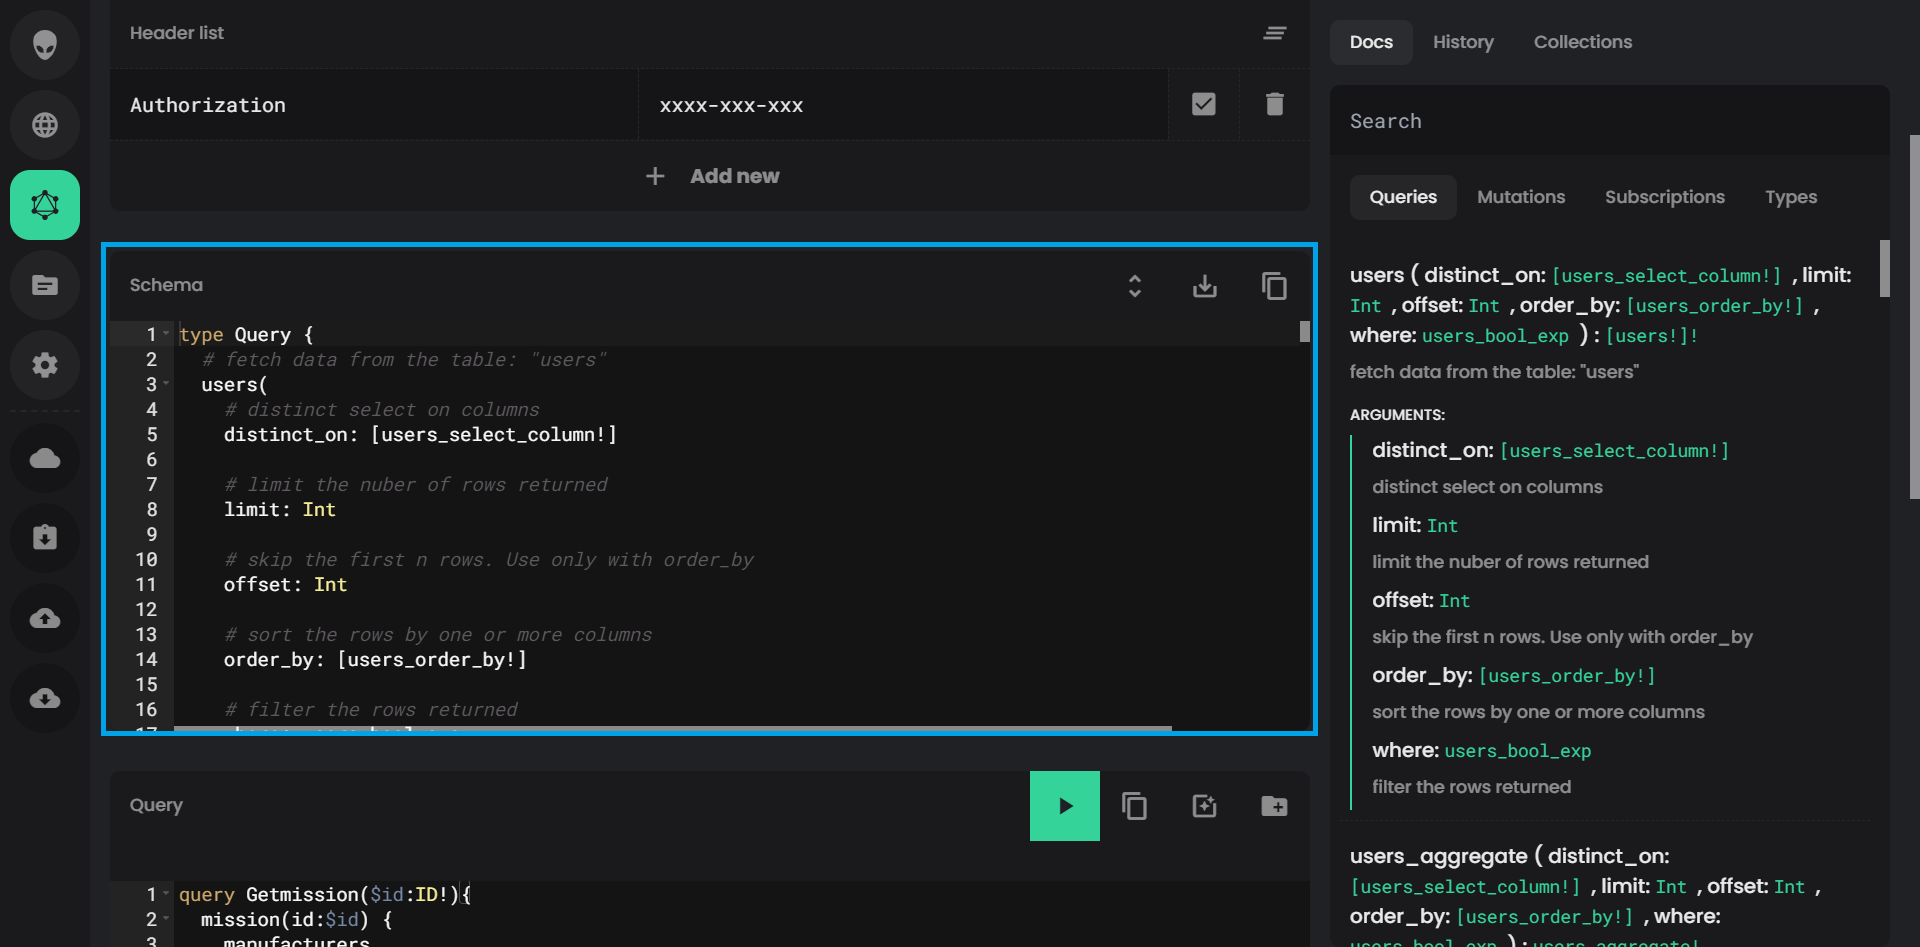 Header list
Authorization
xxxx-xxx-xxx
Add new
Schema
1 type Query {
2 # fetch data from the table: "users"
3 users(
4 # distinct select on columns
5 distinct_on: [users_select_column!]
6
7 # limit the nuber of rows returned
8 limit: Int
9
10 # skip the first n rows. Use only with order_by
11 offset: Int
12
13 # sort the rows by one or more columns
14 order_by: [users_order_by!]
15
16 # filter the rows returned
17
Query
1 query Getmission($id:ID!){
2 mission(id:$id) {
3 manufacturers
Docs
History
Collections
Search
Queries
Mutations
Subscriptions
Types
users ( distinct_on: [users_select_column!] , limit:
Int , offset: Int , order_by: [users_order_by!] ,
where: users_bool_exp ) : [users!]!
fetch data from the table: "users"
ARGUMENTS:
distinct_on: [users_select_column!]
distinct select on columns
limit: Int
limit the nuber of rows returned
offset: Int
skip the first n rows. Use only with order_by
order_by: [users_order_by!]
sort the rows by one or more columns
where: users_bool_exp
filter the rows returned
users_aggregate ( distinct_on:
[users_select_column!] , limit: Int , offset: Int ,
order_by: [users_order_by!] , where:
users_bool_exp ) : users_aggregate!